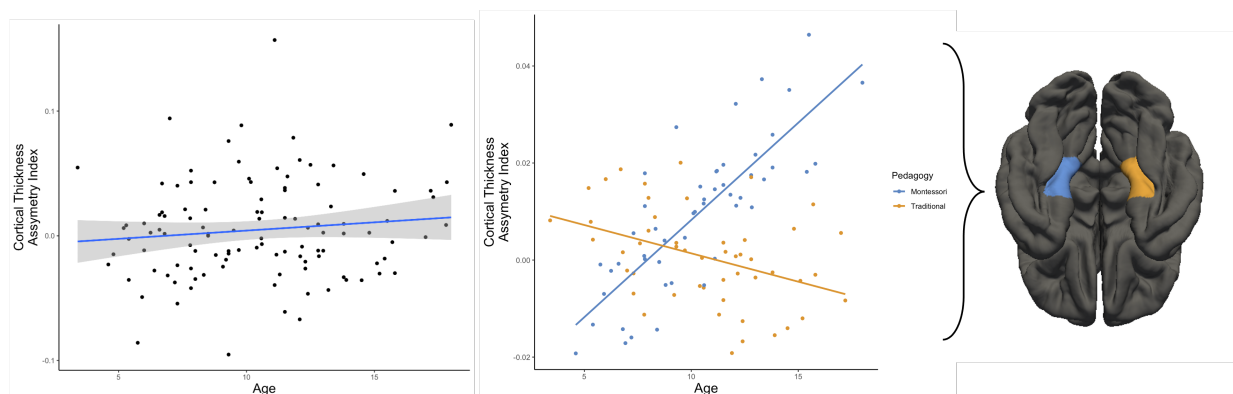 Cortical Thickness
Assymetry Index
0.1
0.0
-0.1
5
10
15
Age
Cortical Thickness
Assymetry Index
0.04
0.02
0.00
-0.02
5
10
15
Age
Pedagogy
Montessori
Traditional